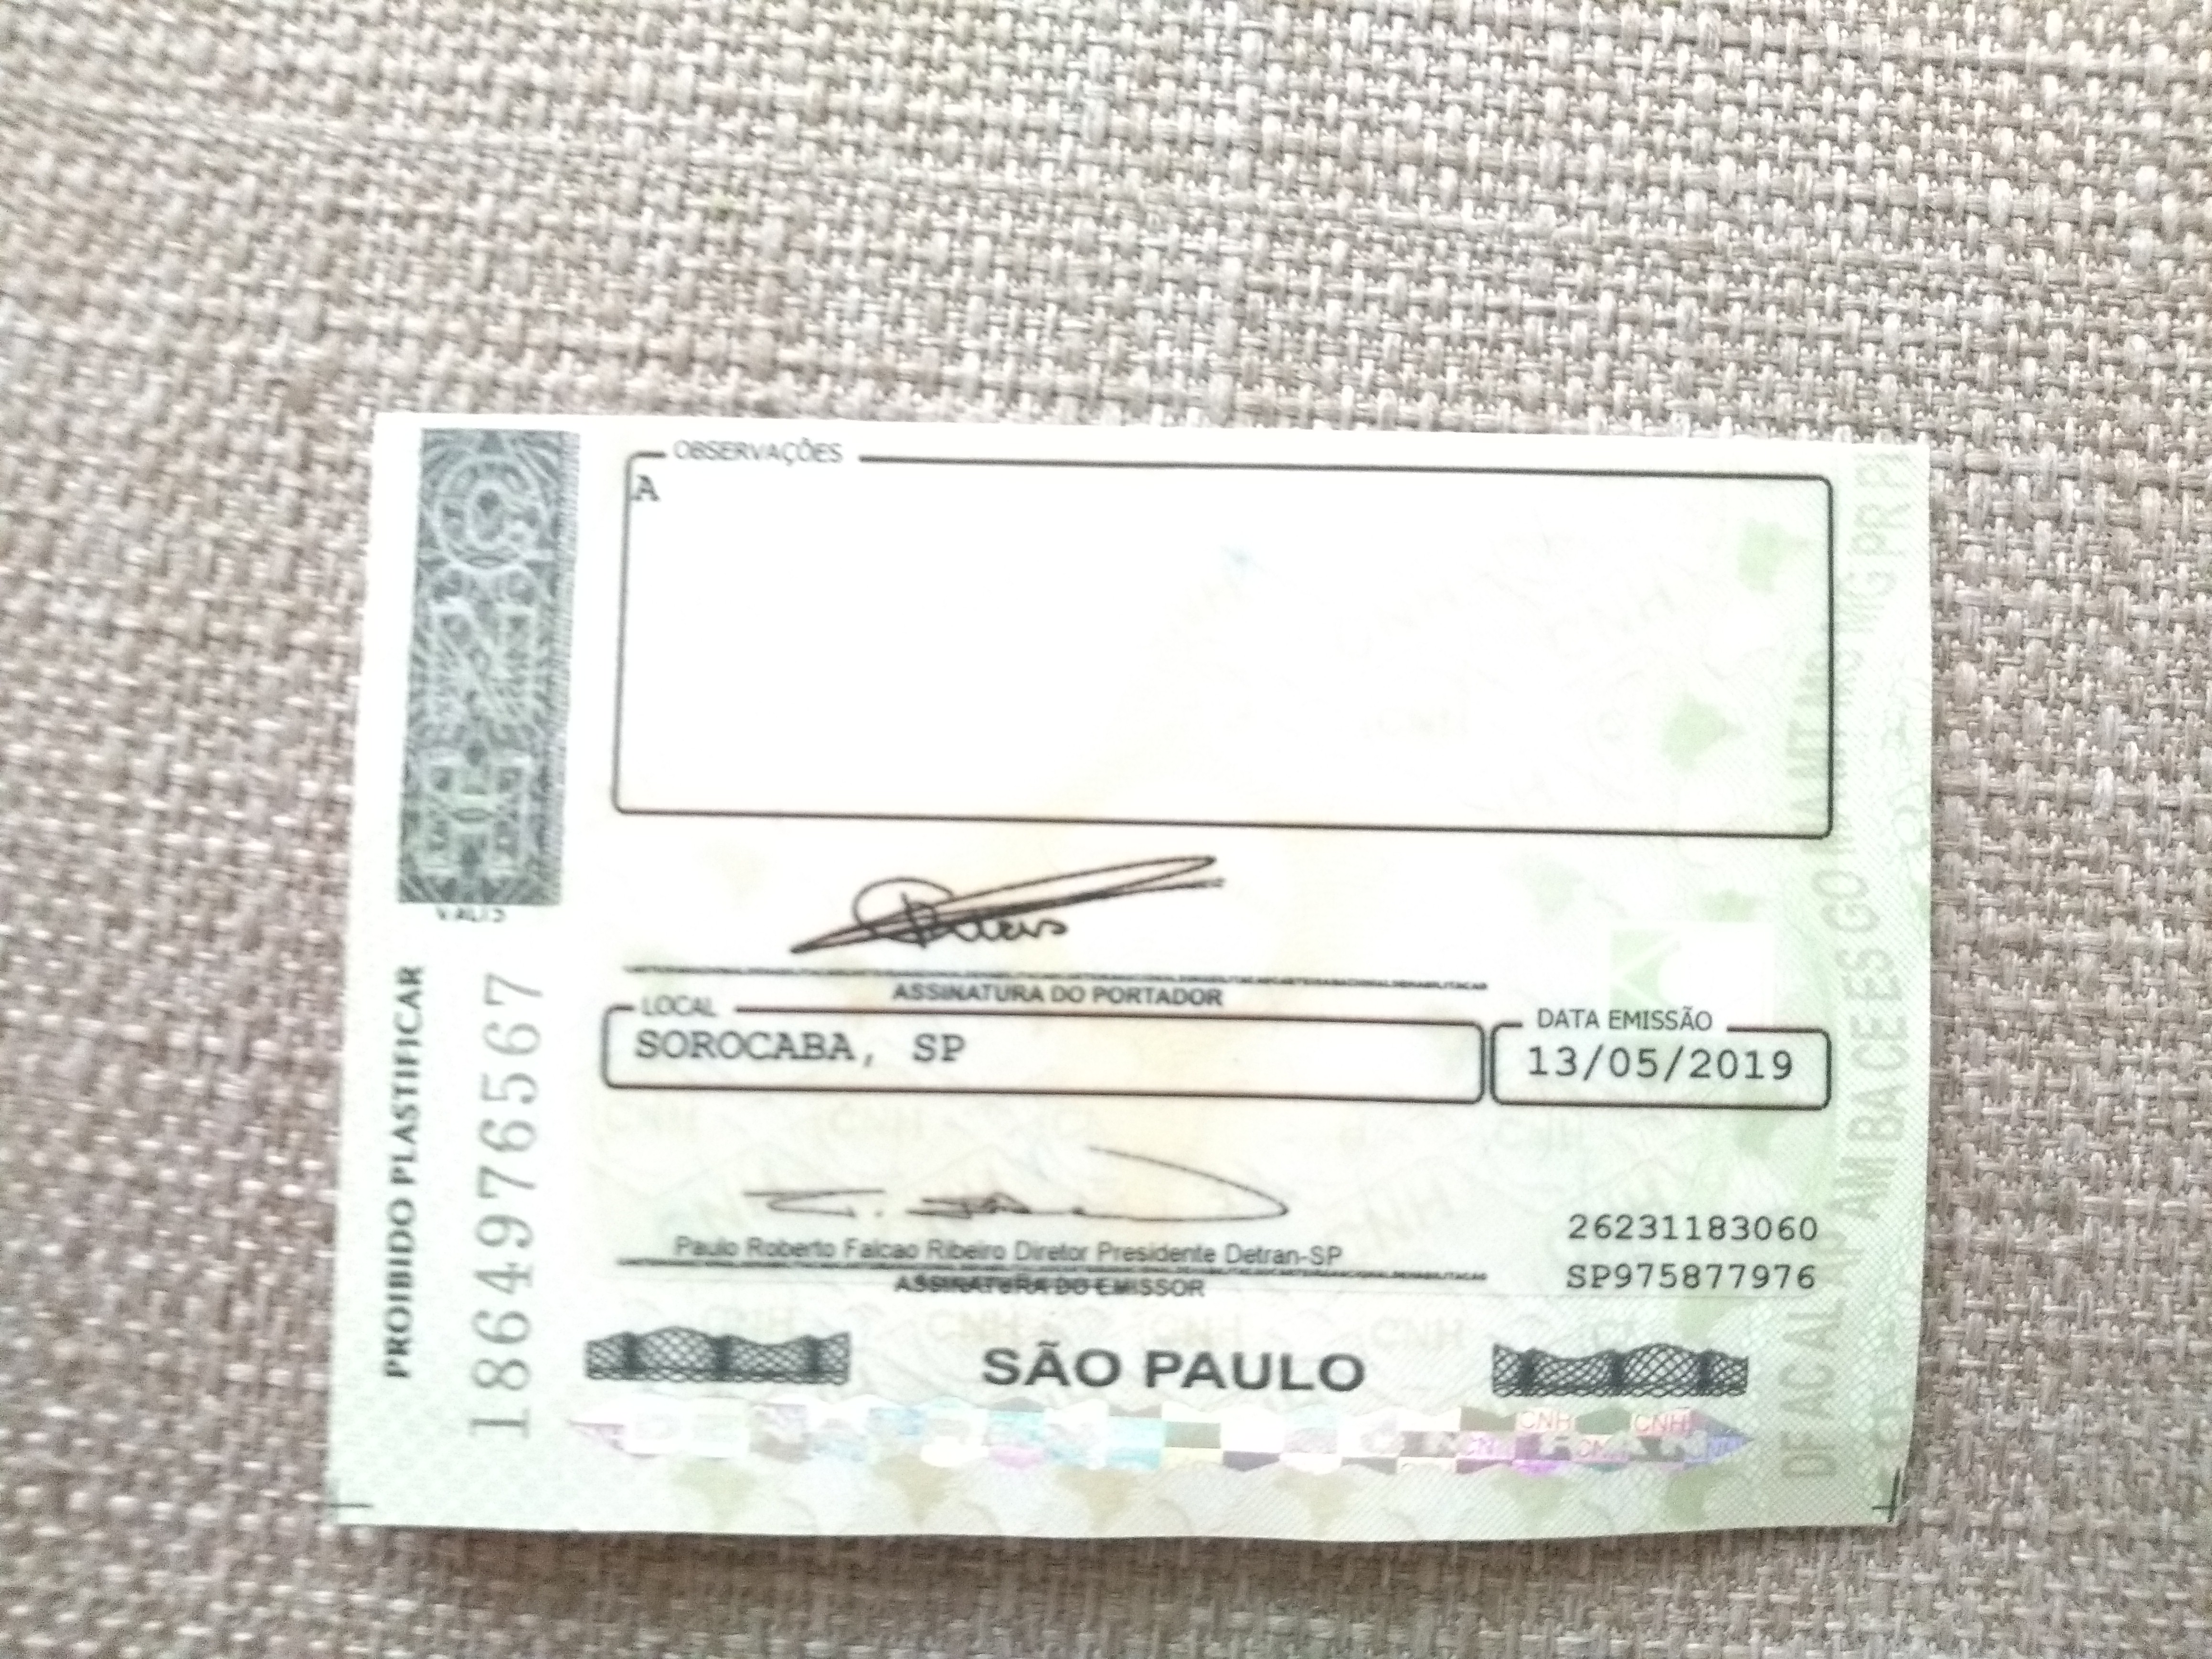 OBSERVAÇÕES
A
ASSINATURA DO PORTADOR
LOCAL
SOROCABA, SP
DATA EMISSÃO
13/05/2019
Paulo Roberto Falcao Ribeiro Diretor Presidente Detran-SP
ASSINATURA DO EMISSOR
26231183060
SP975877976
SÃO PAULO
PROIBIDO PLASTIFICAR
1864976567
DF AC AL AP AM BA CE ES GO MA MT MS MG PR PI
CNH CNH